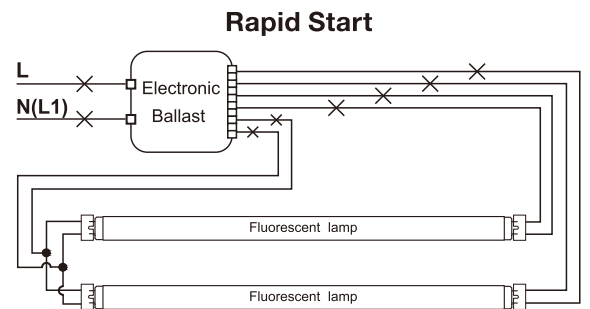 Rapid Start
L
N(L1)
Electronic
Ballast
Fluorescent lamp
Fluorescent lamp